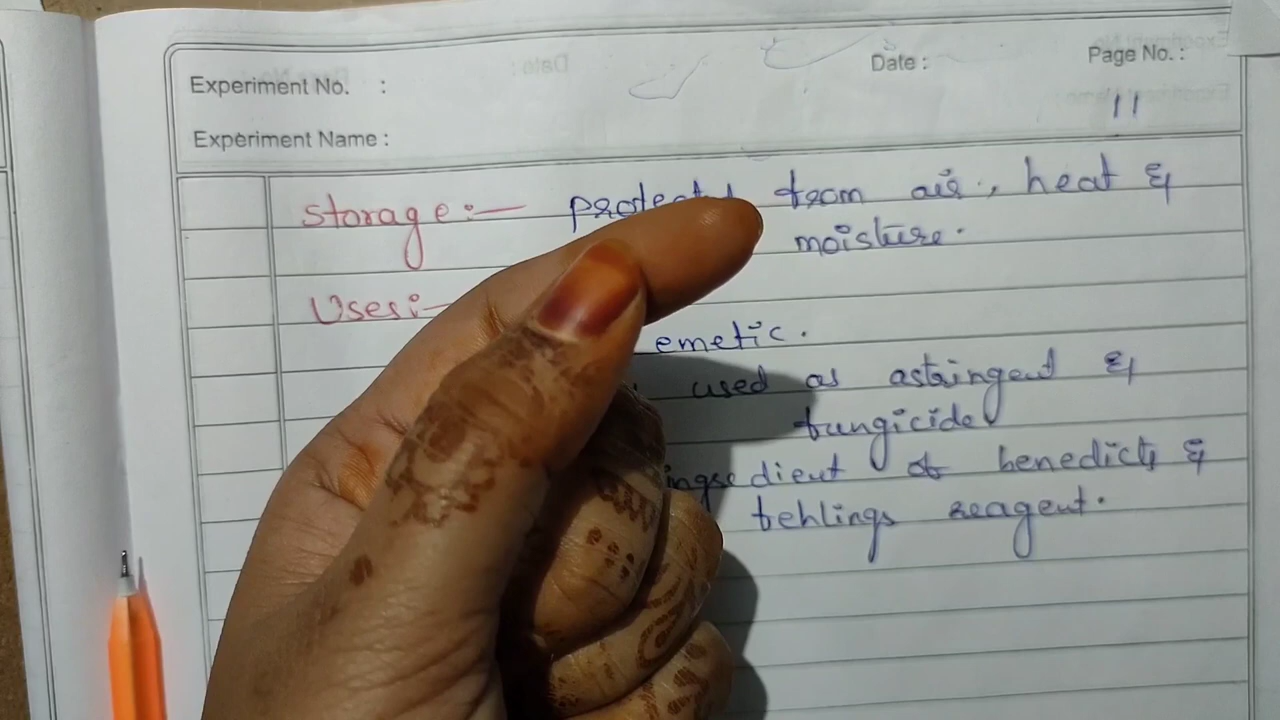 Experiment No. :
Date :
Page No. :
11
Experiment Name :
Storage:- from air, heat &
moisture.
Uses:-
emetic.
used as astringent &
fungicide
ingredient of benedicts &
fehlings reagent.